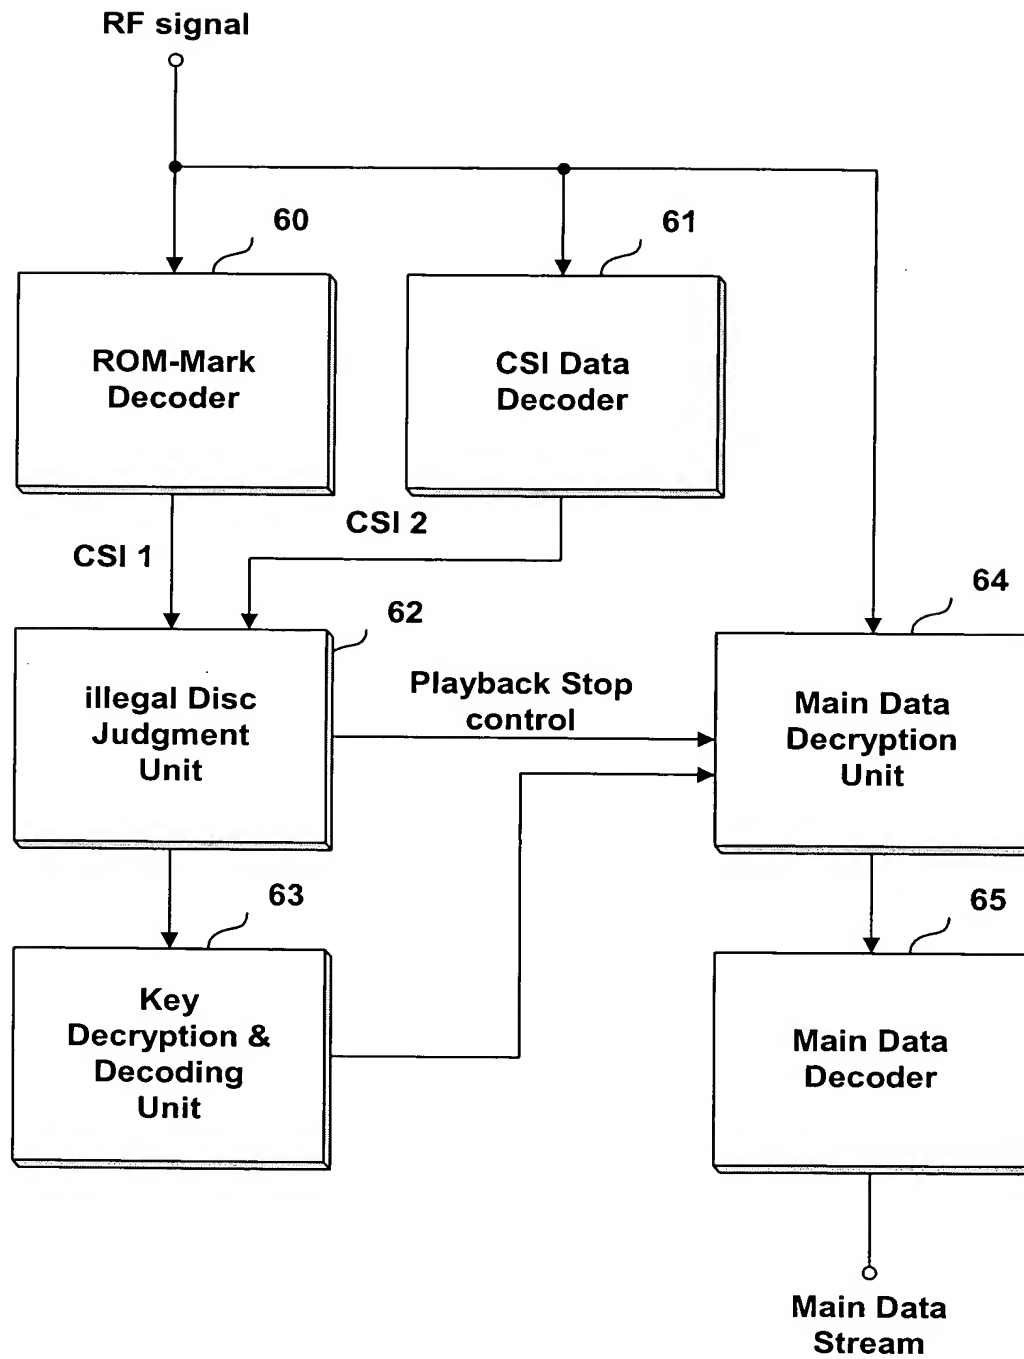 RF signal
60
61
ROM-Mark
Decoder
CSI Data
Decoder
CSI 1
CSI 2
62
64
illegal Disc
Judgment
Unit
Playback Stop
control
Main Data
Decryption
Unit
63
65
Key
Decryption &
Decoding
Unit
Main Data
Decoder
Main Data
Stream